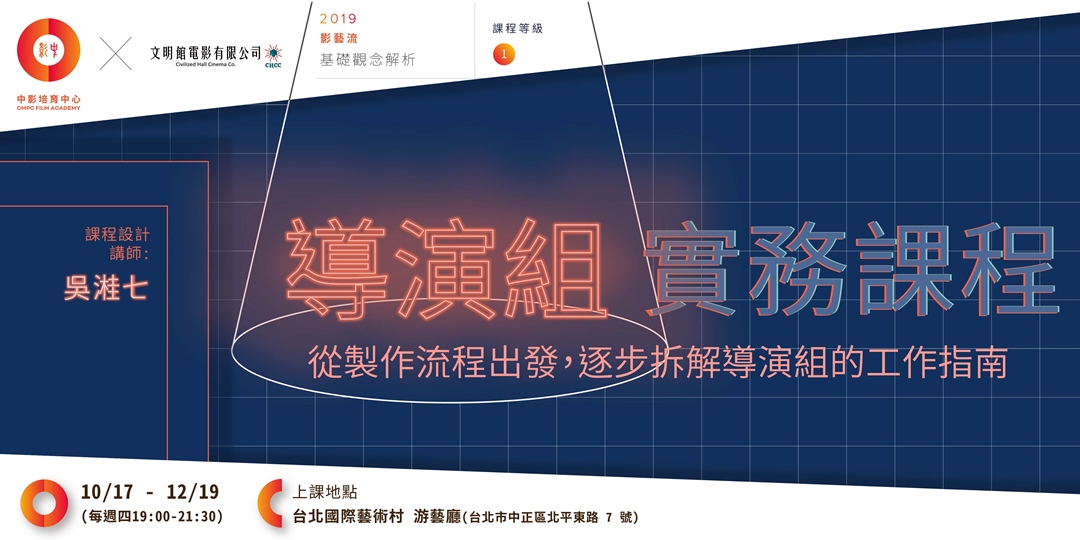 影中
中影培育中心
CMPC FILM ACADEMY
文明館電影有限公司
Civilized Hall Cinema Co.
CHCC
2019
影藝流
基礎觀念解析
課程等級
1
課程設計
講師:
吳漄七
導演組實務課程
從製作流程出發,逐步拆解導演組的工作指南
10/17 - 12/19
(每週四19:00-21:30)
上課地點
台北國際藝術村 游藝廳(台北市中正區北平東路 7 號)